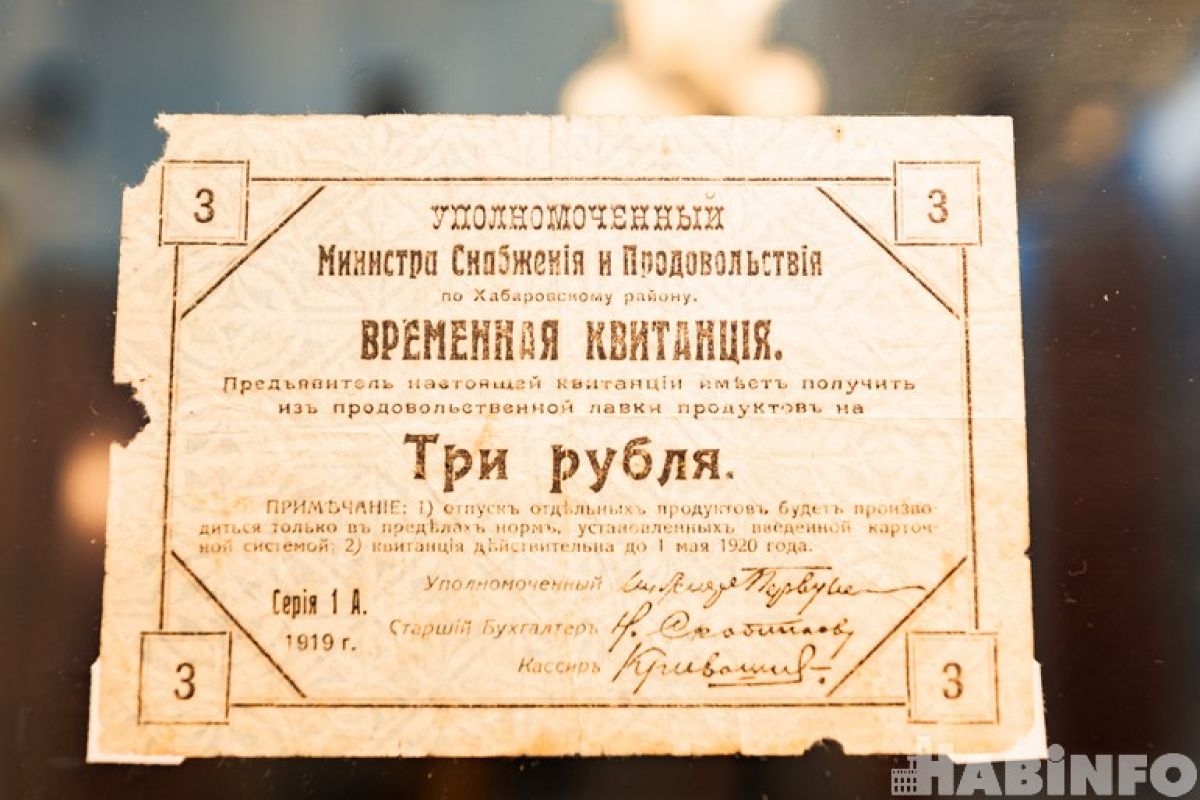 3 3
УПОЛНОМОЧЕННЫЙ
Министра Снабженія и Продовольствія
по Хабаровскому району.
ВРЕМЕННАЯ КВИТАНЦІЯ.
Предъявитель настоящей квитанціи имѣетъ получить
изъ продовольственной лавки продуктовъ на
Три рубля.
ПРИМѢЧАНІЕ: 1) отпускъ отдѣльныхъ продуктовъ будетъ произво-
диться только въ предѣлахъ нормъ, установленныхъ введенной карточ-
ной системой; 2) квитанція дѣйствительна до 1 мая 1920 года.
Уполномоченный
Серія 1 А.
Старшій Бухгалтеръ Н.
1919 г.
Кассиръ
3 3
HABINFO